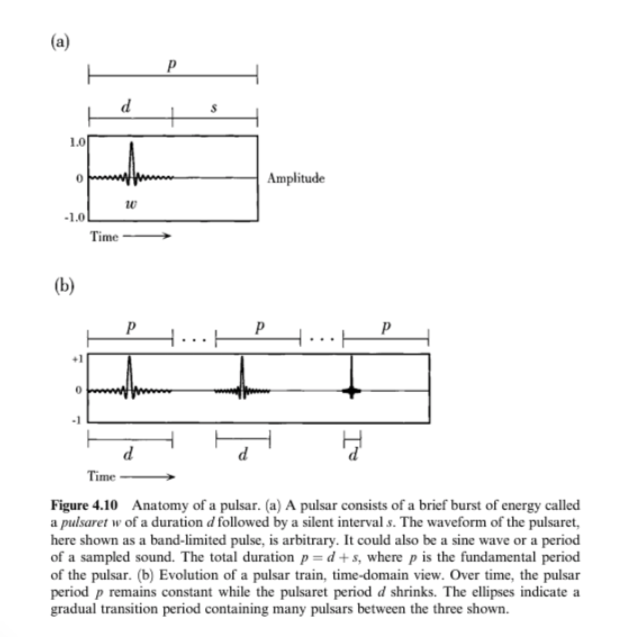 (a)
p
d
s
1.0
0
-1.0
w
Amplitude
Time
(b)
p
. . .
p
. . .
p
+1
0
-1
d
d
d
Time
Figure 4.10 Anatomy of a pulsar. (a) A pulsar consists of a brief burst of energy called
a pulsaret w of a duration d followed by a silent interval s. The waveform of the pulsaret,
here shown as a band-limited pulse, is arbitrary. It could also be a sine wave or a period
of a sampled sound. The total duration p = d + s, where p is the fundamental period
of the pulsar. (b) Evolution of a pulsar train, time-domain view. Over time, the pulsar
period p remains constant while the pulsaret period d shrinks. The ellipses indicate a
gradual transition period containing many pulsars between the three shown.